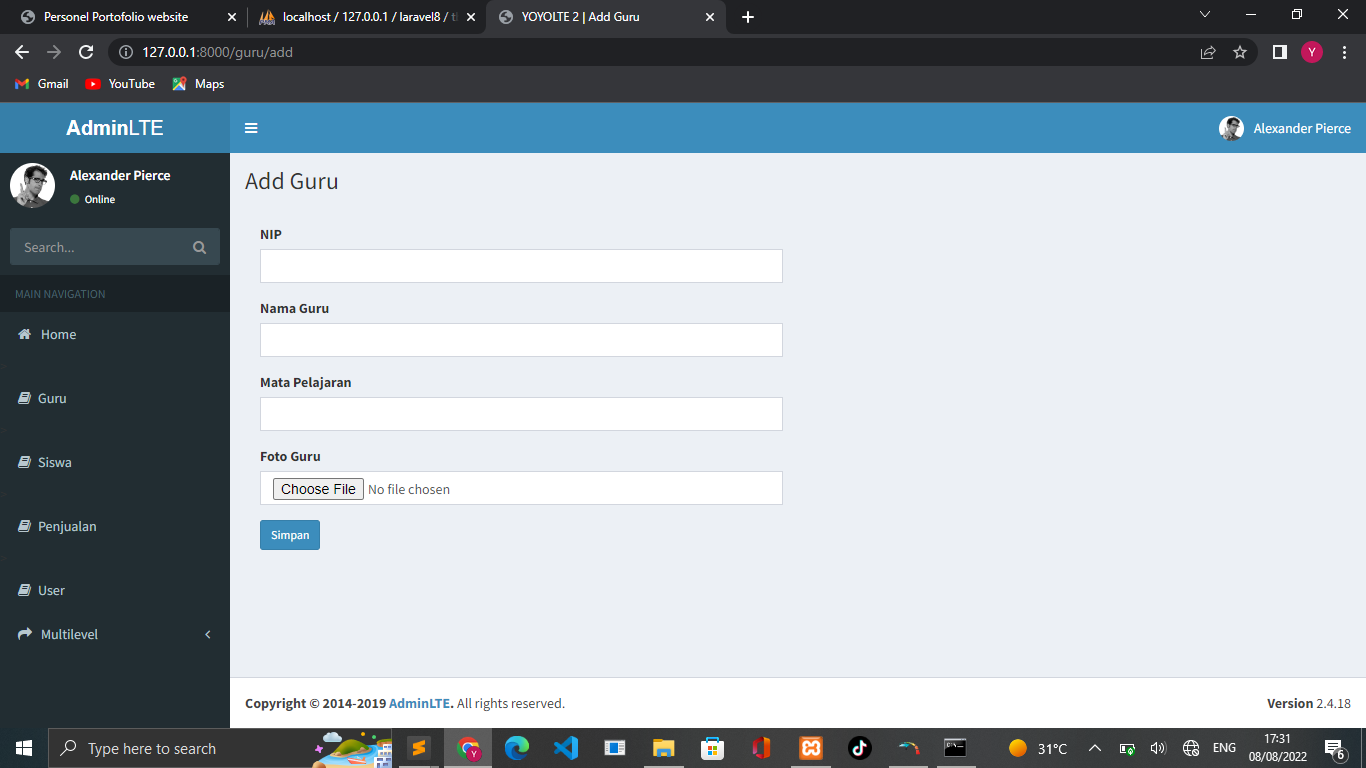 Personel Portofolio website
localhost / 127.0.0.1 / laravel8 /
YOYOLTE 2 | Add Guru
127.0.0.1:8000/guru/add
Y
Gmail
YouTube
Maps
AdminLTE
Alexander Pierce
Alexander Pierce
Online
Search...
MAIN NAVIGATION
Home
Guru
Siswa
Penjualan
User
Multilevel
Add Guru
NIP
Nama Guru
Mata Pelajaran
Foto Guru
Choose File No file chosen
Simpan
Copyright © 2014-2019 AdminLTE. All rights reserved.
Version 2.4.18
Type here to search
31°C
ENG
17:31
08/08/2022
6